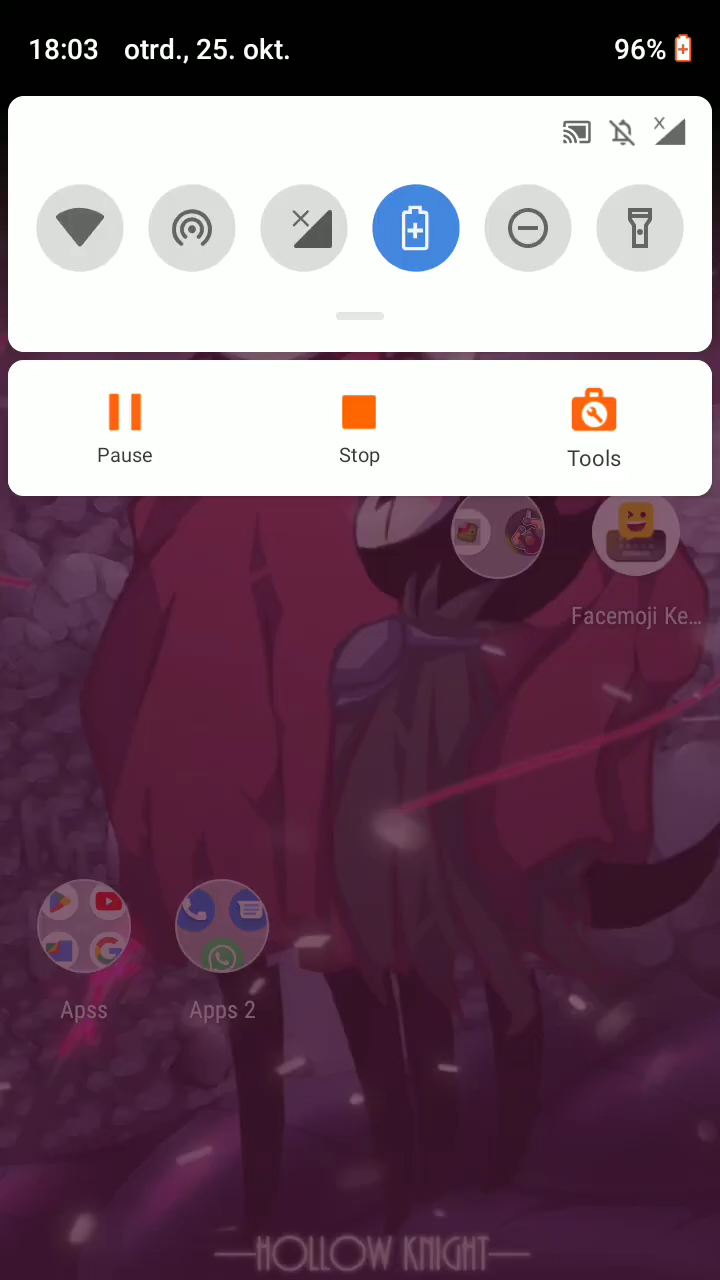 18:03 otrd., 25. okt. 96%
Pause Stop Tools
Facemoji Ke...
Apss Apps 2
HOLLOW KNIGHT